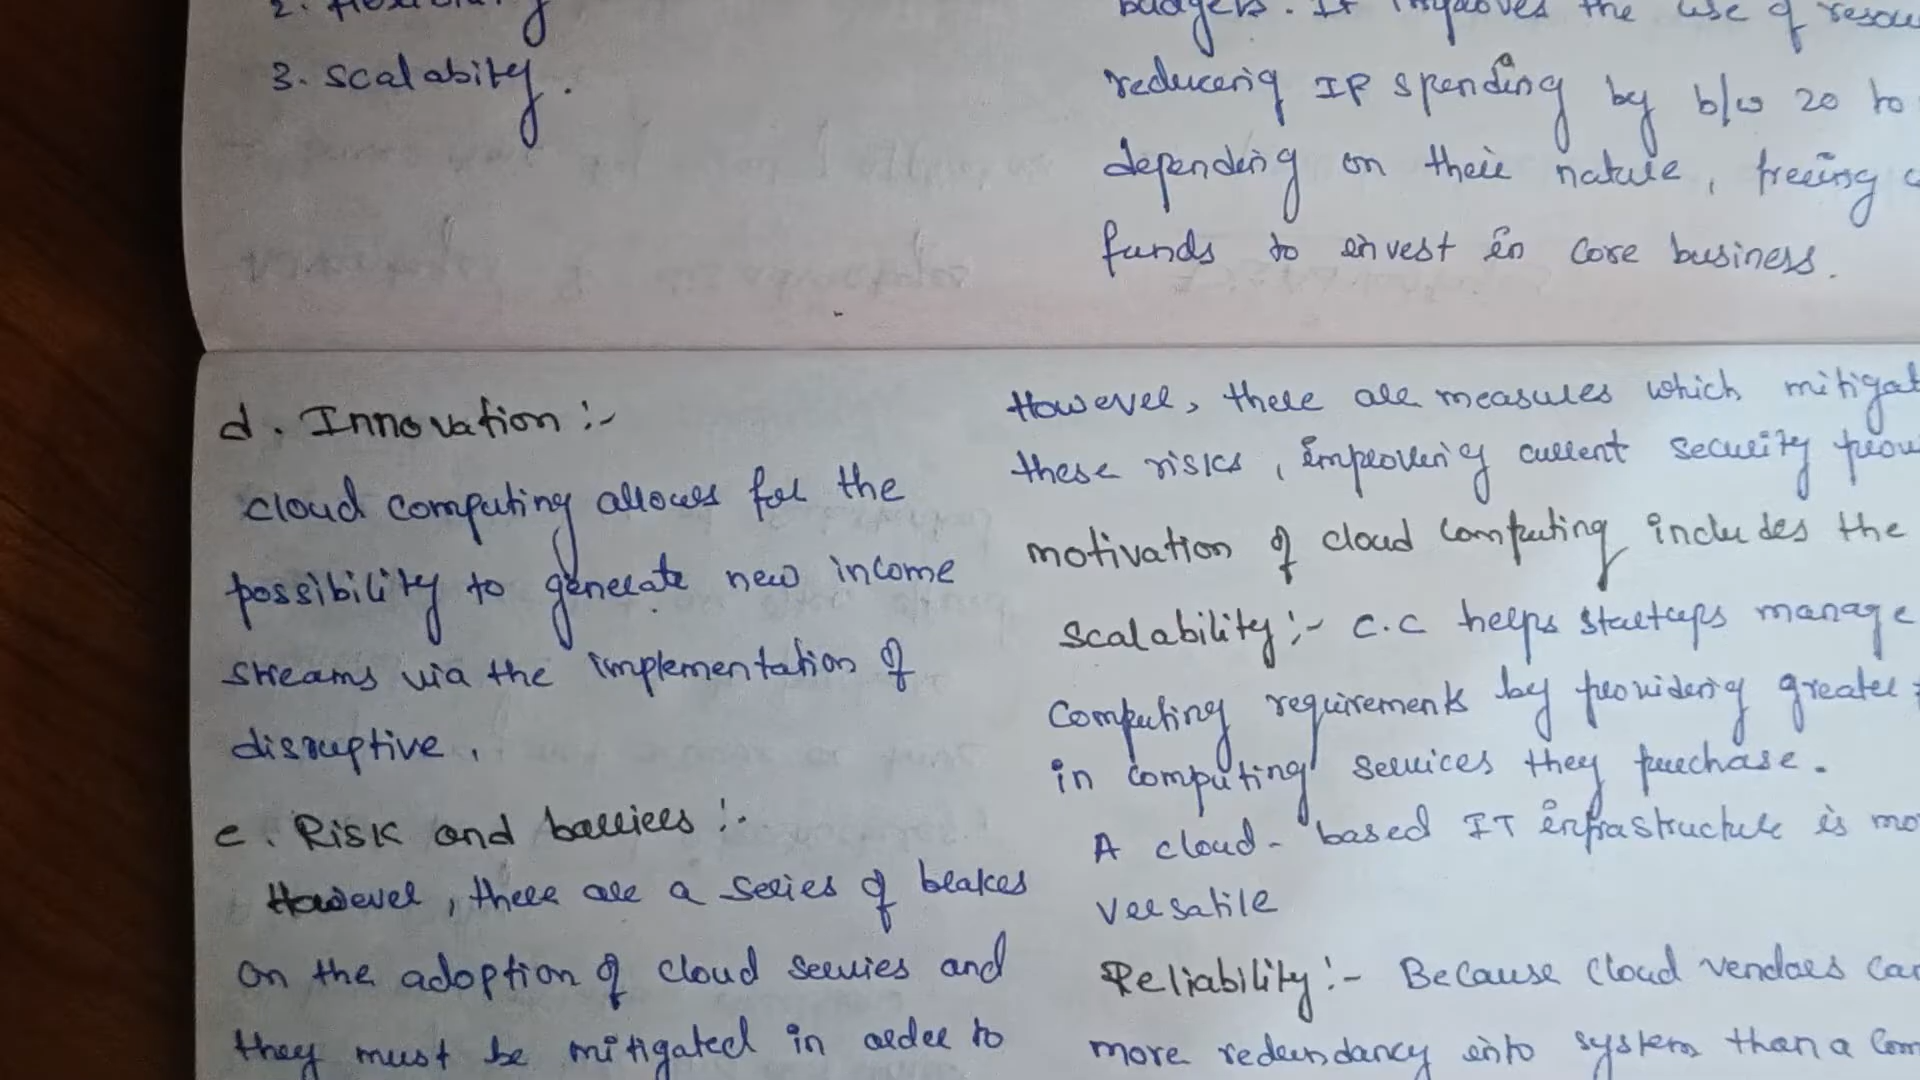 3. scalabity.
reducenig IP spending by b/w 20 to
depending on their nature, freeing
funds to invest in core business.
d. Innovation :-
cloud computing allows for the
possibility to generate new income
streams via the implementation of
disruptive.
e. Risk and barriers :-
However, there are a series of brakes
on the adoption of cloud servies and
they must be mitigated in order to
However, there are measures which
these risks, improving current security
motivation of cloud computing includes the
Scalability :- C.C helps startups manage
Computing requirements by providing greater
in computing services they purchase.
A cloud-based IT infrastructure is
versatile
Reliability :- Because cloud vendors
more redundancy into system than a